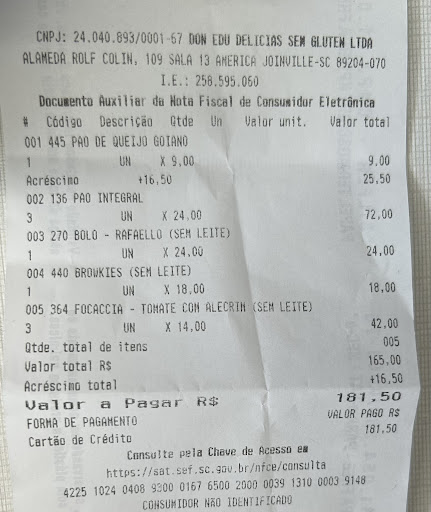 CNPJ: 24.040.893/0001-67 DON EDU DELICIAS SEM GLUTEN LTDA
ALAMEDA ROLF COLIN, 109 SALA 13 AMERICA JOINVILLE-SC 89204-070
I.E.: 258.595.060
Documento Auxiliar da Nota Fiscal de Consumidor Eletrônica
# Código Descrição Qtde Un Valor unit. Valor total
001 445 PAO DE QUEIJO GOIANO
1 UN X 9,00 9,00
Acréscimo +16,50 25,50
002 136 PAO INTEGRAL
3 UN X 24,00 72,00
003 270 BOLO - RAFAELLO (SEM LEITE)
1 UN X 24,00 24,00
004 440 BROWKIES (SEM LEITE)
1 UN X 18,00 18,00
005 364 FOCACCIA - TOMATE COM ALECRIM (SEM LEITE)
3 UN X 14,00 42,00
Qtde. total de itens 005
Valor total R$ 165,00
Acréscimo total +16,50
Valor a Pagar R$ 181,50
FORMA DE PAGAMENTO VALOR PAGO R$
Cartão de Crédito 181,50
Consulte pela Chave de Acesso em
https://sat.sef.sc.gov.br/nfce/consulta
4225 1024 0408 9300 0167 6500 2000 0039 1310 0003 9148
CONSUMIDOR NÃO IDENTIFICADO